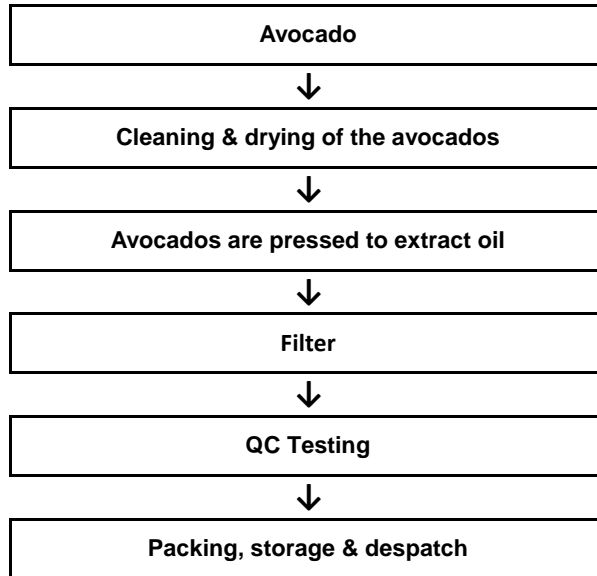 Avocado
Cleaning & drying of the avocados
Avocados are pressed to extract oil
Filter
QC Testing
Packing, storage & despatch